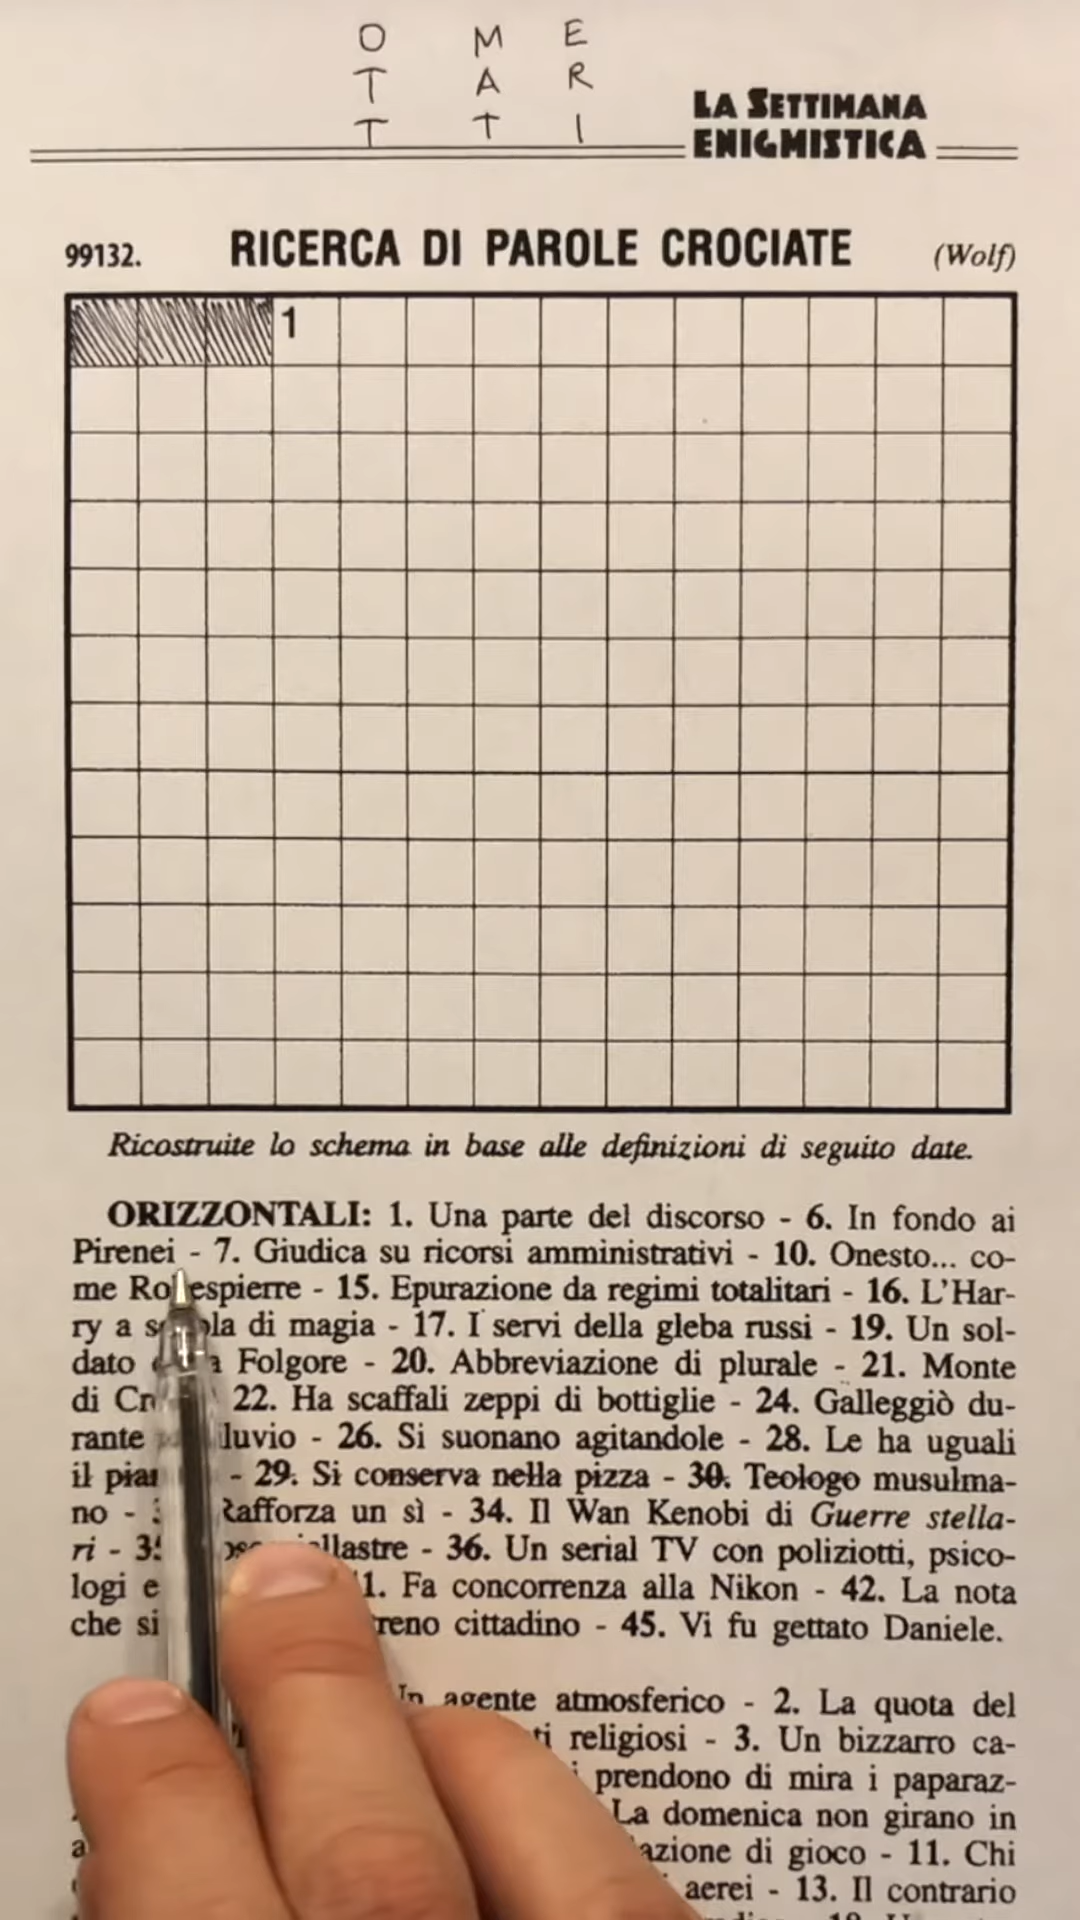 O M E
T A R
T T I
LA SETTIMANA
ENIGMISTICA
99132. RICERCA DI PAROLE CROCIATE (Wolf)
1
Ricostruite lo schema in base alle definizioni di seguito date.
ORIZZONTALI: 1. Una parte del discorso - 6. In fondo ai
Pirenei - 7. Giudica su ricorsi amministrativi - 10. Onesto... co-
me Robespierre - 15. Epurazione da regimi totalitari - 16. L'Har-
ry a scuola di magia - 17. I servi della gleba russi - 19. Un sol-
dato Folgore - 20. Abbreviazione di plurale - 21. Monte
di 22. Ha scaffali zeppi di bottiglie - 24. Galleggiò du-
rante - 26. Si suonano agitandole - 28. Le ha uguali
il - 29. Si conserva nella pizza - 30. Teologo musulma-
no - Rafforza un sì - 34. Il Wan Kenobi di Guerre stella-
ri - - 36. Un serial TV con poliziotti, psico-
logi e Fa concorrenza alla Nikon - 42. La nota
che si cittadino - 45. Vi fu gettato Daniele.
agente atmosferico - 2. La quota del
religiosi - 3. Un bizzarro ca-
prendono di mira i paparaz-
La domenica non girano in
di gioco - 11. Chi
aerei - 13. Il contrario